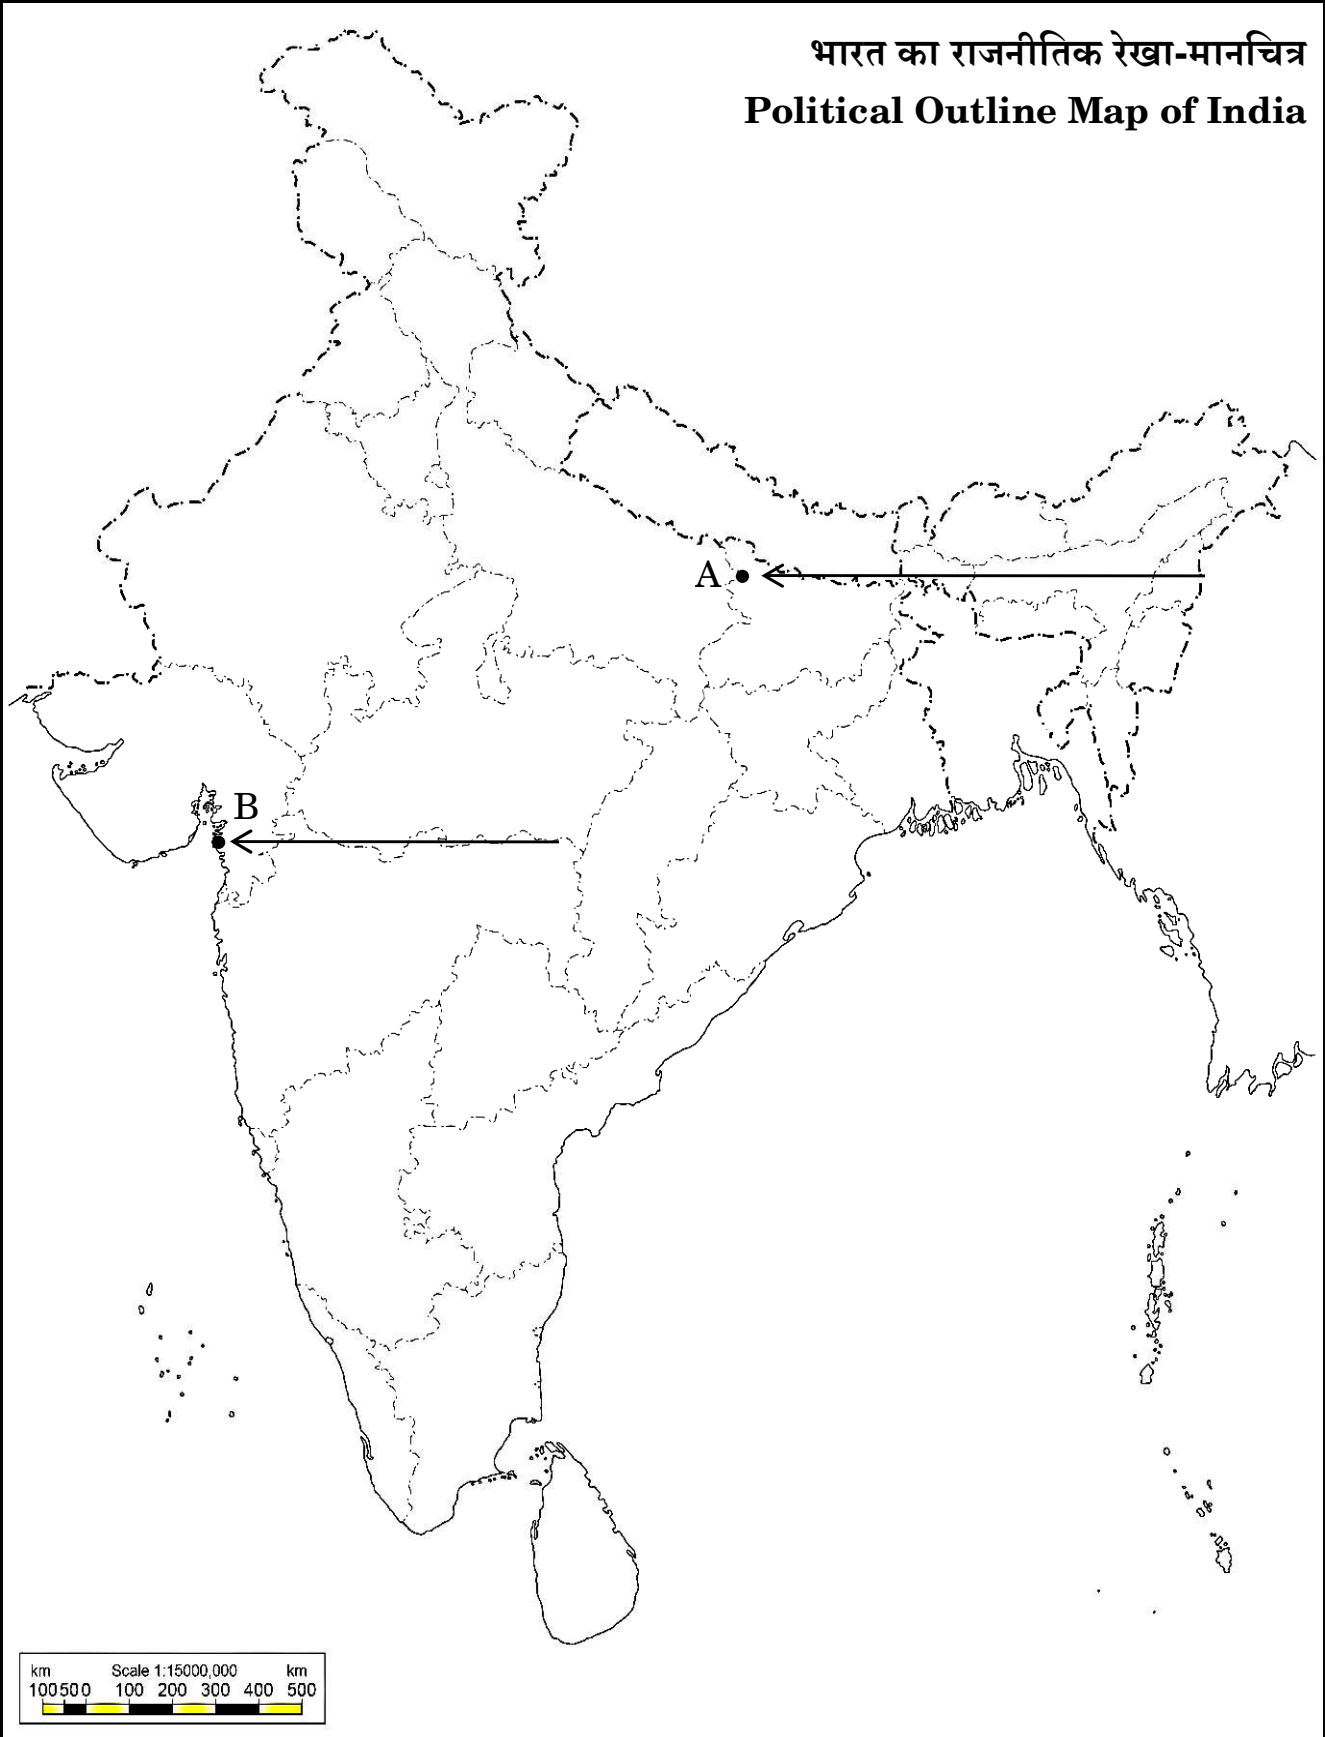 भारत का राजनीतिक रेखा-मानचित्र
Political Outline Map of India
A
B
km Scale 1:15000,000 km
100 50 0 100 200 300 400 500